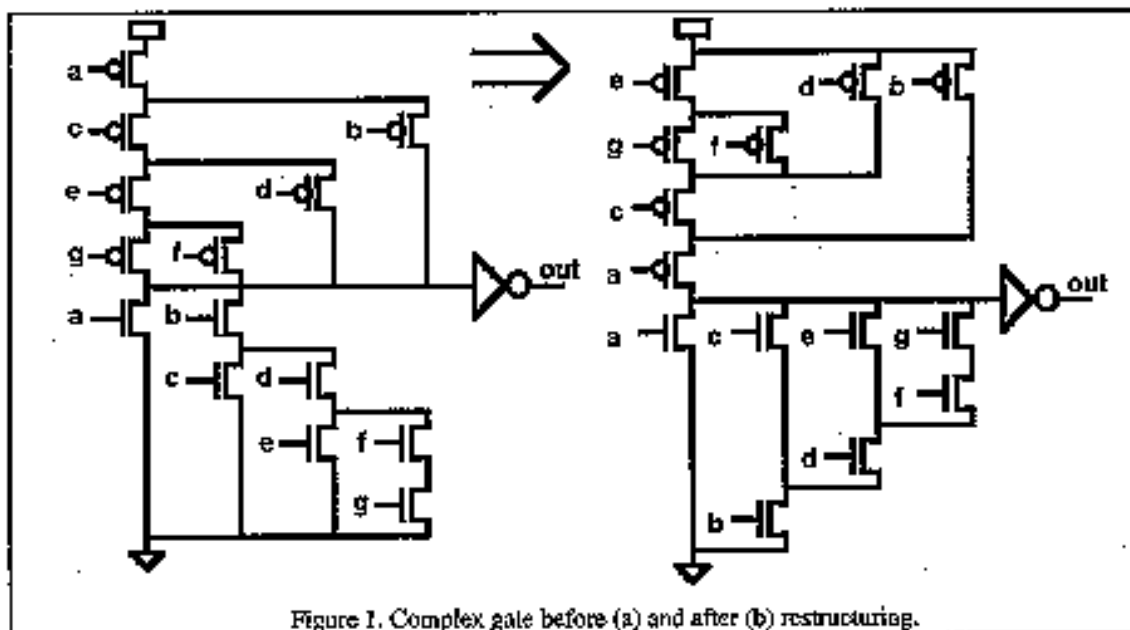 a
c
b
e
d
g
f
out
a
b
c
d
e
f
g
e
d
b
g
f
c
a
out
a
c
e
g
f
d
b
Figure 1. Complex gate before (a) and after (b) restructuring.